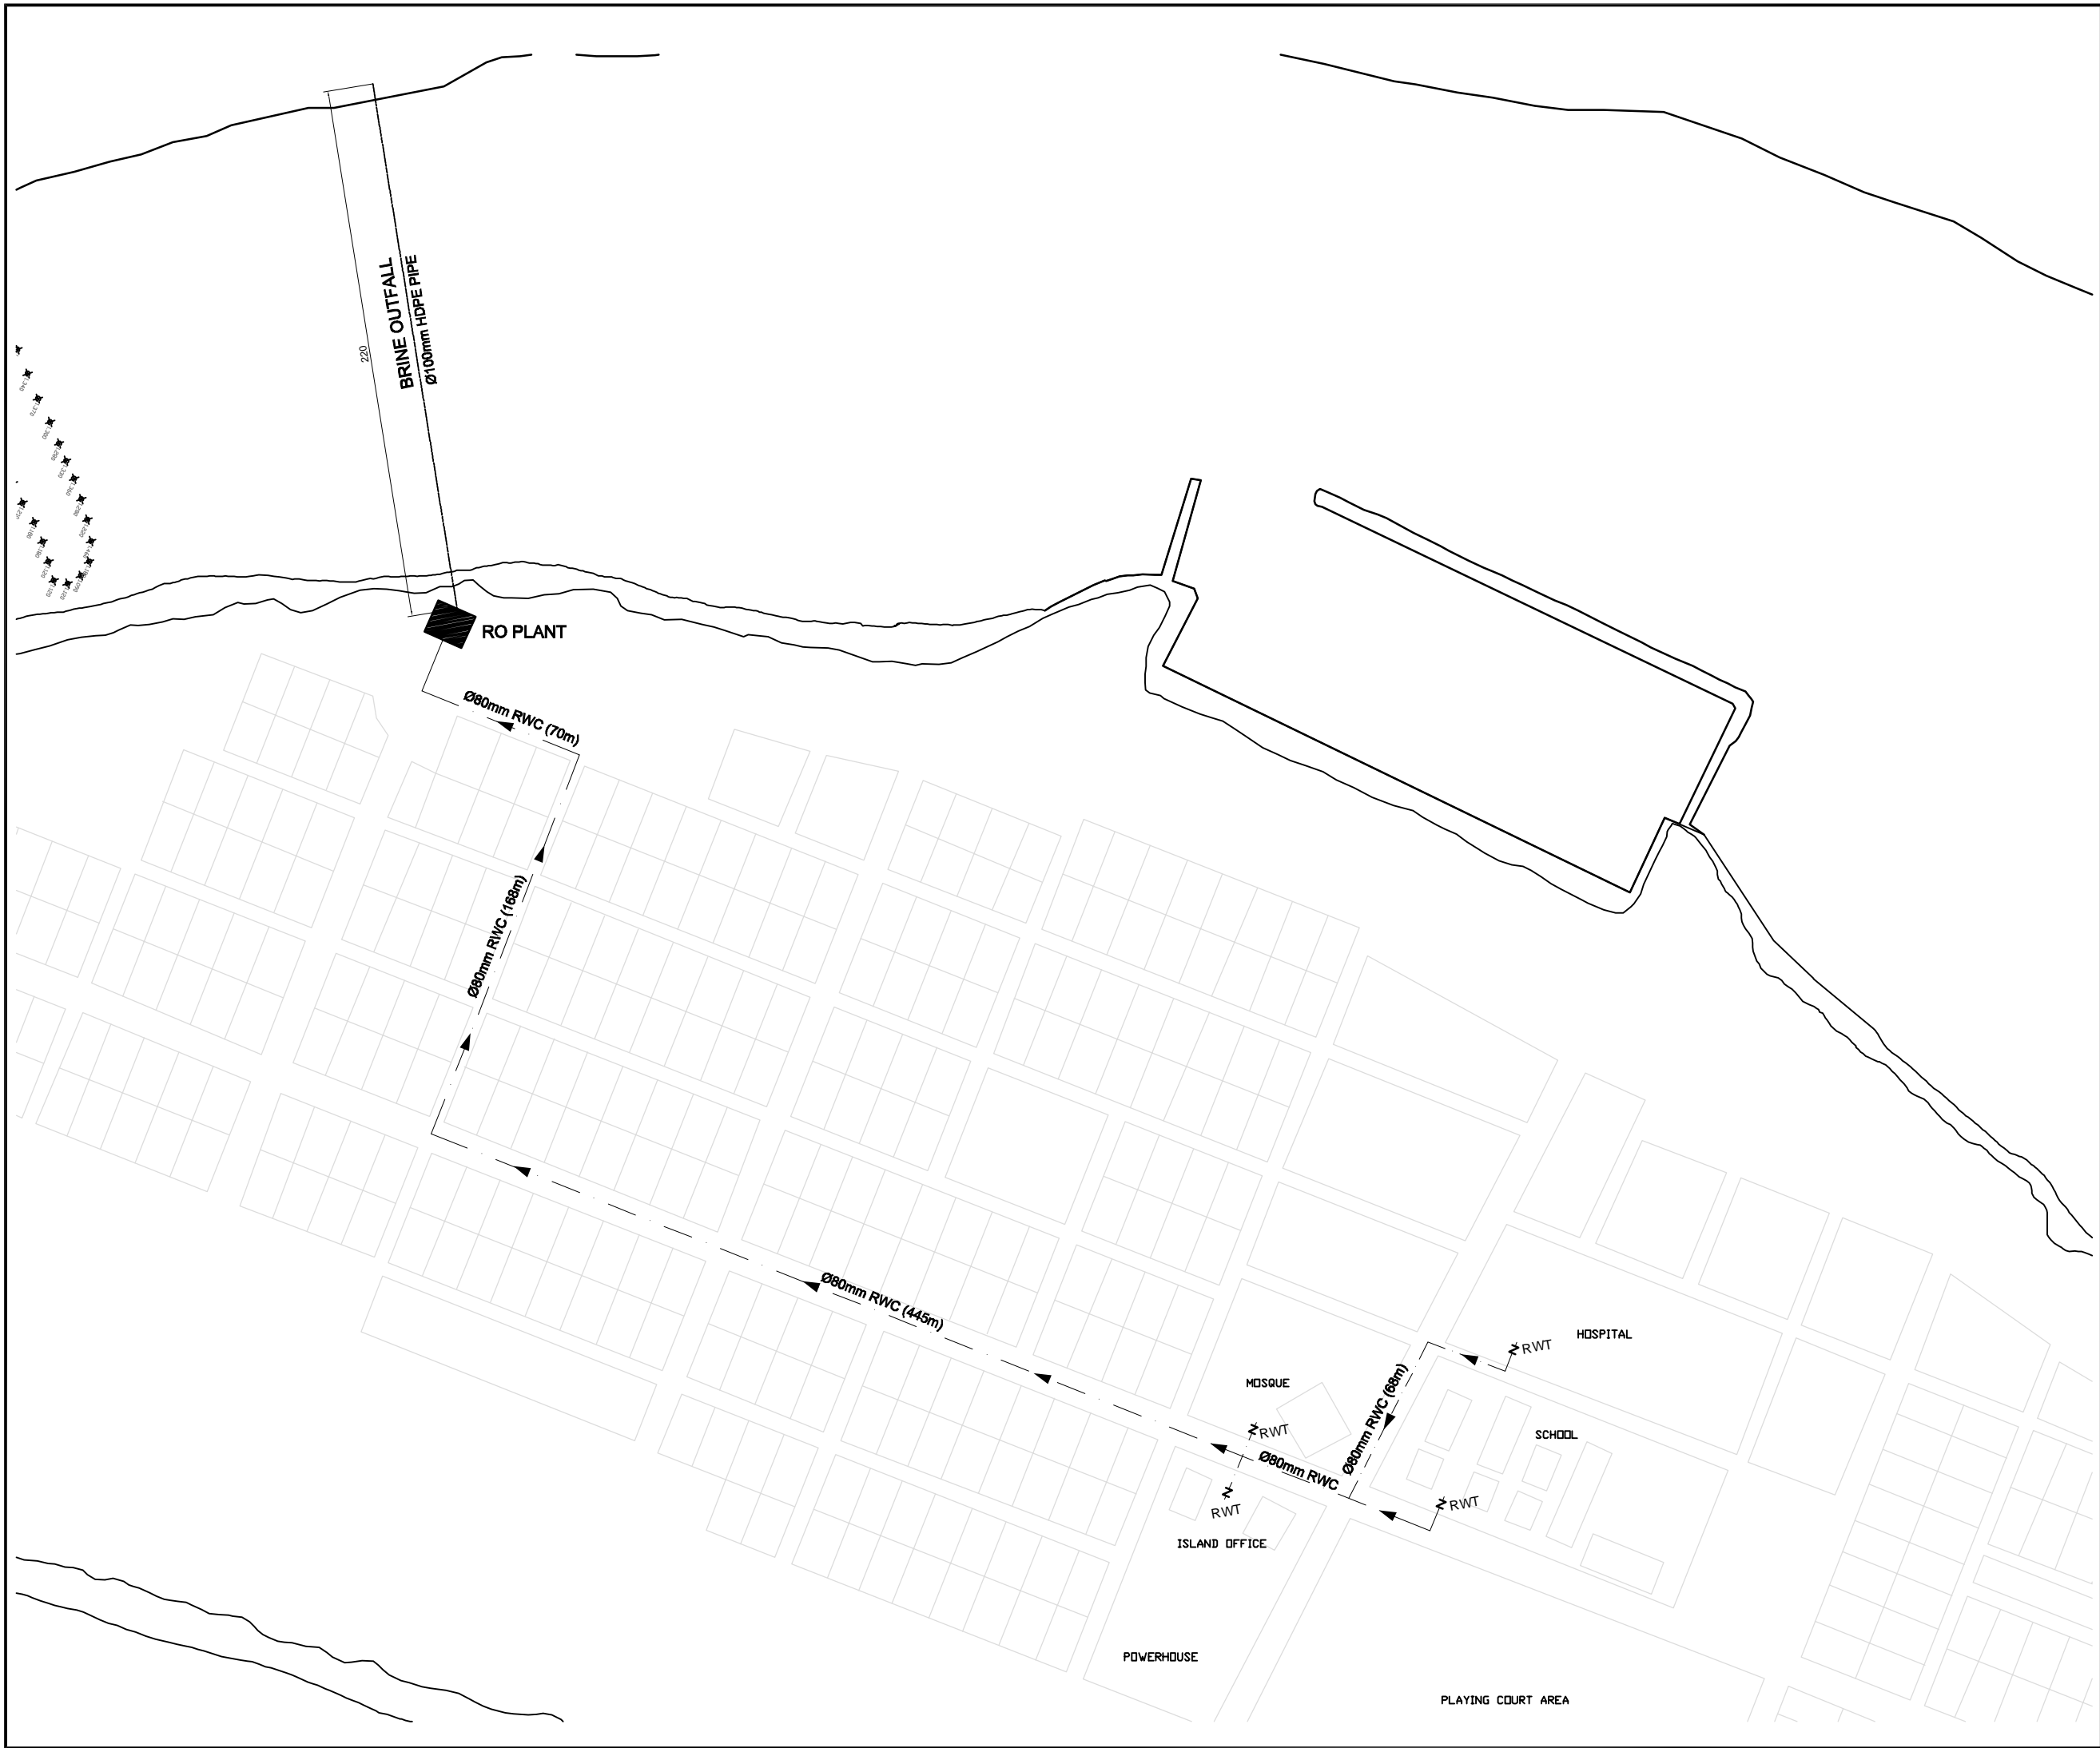 BRINE OUTFALL
Ø100mm HDPE PIPE
220
RO PLANT
Ø80mm RWC (70m)
Ø80mm RWC (168m)
Ø80mm RWC (445m)
HOSPITAL
RWT
MOSQUE
Ø80mm RWC (68m)
RWT
SCHOOL
Ø80mm RWC
RWT
RWT
ISLAND OFFICE
POWERHOUSE
PLAYING COURT AREA